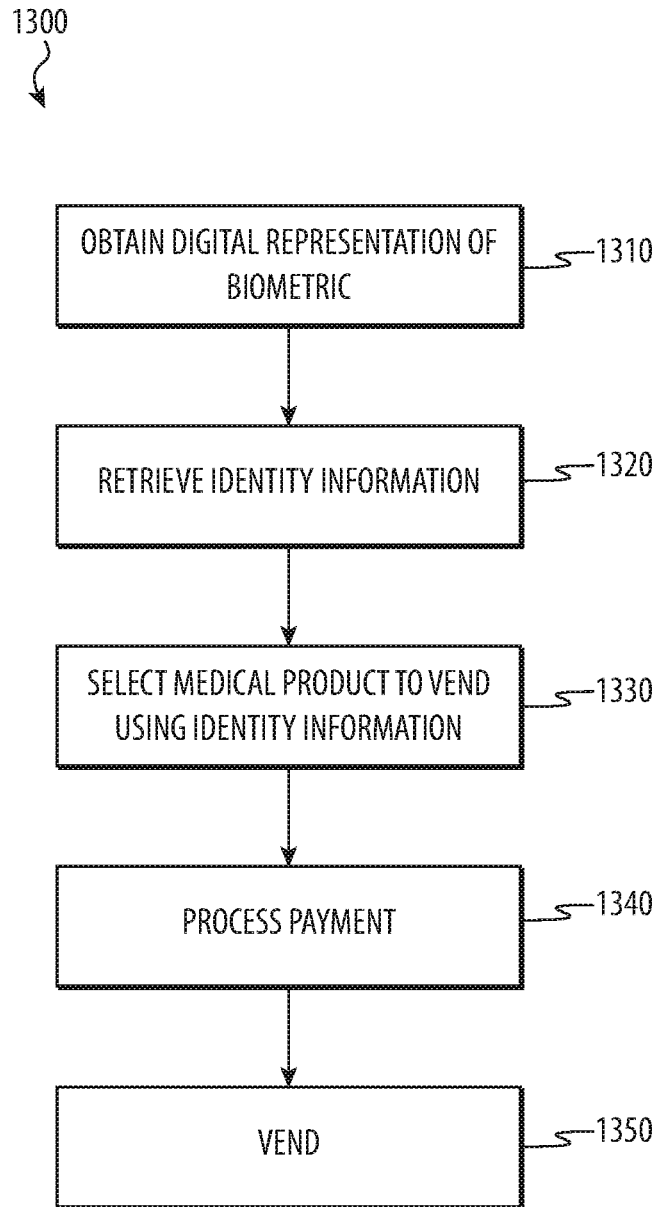 1300
OBTAIN DIGITAL REPRESENTATION OF
BIOMETRIC
1310
RETRIEVE IDENTITY INFORMATION
1320
SELECT MEDICAL PRODUCT TO VEND
USING IDENTITY INFORMATION
1330
PROCESS PAYMENT
1340
VEND
1350